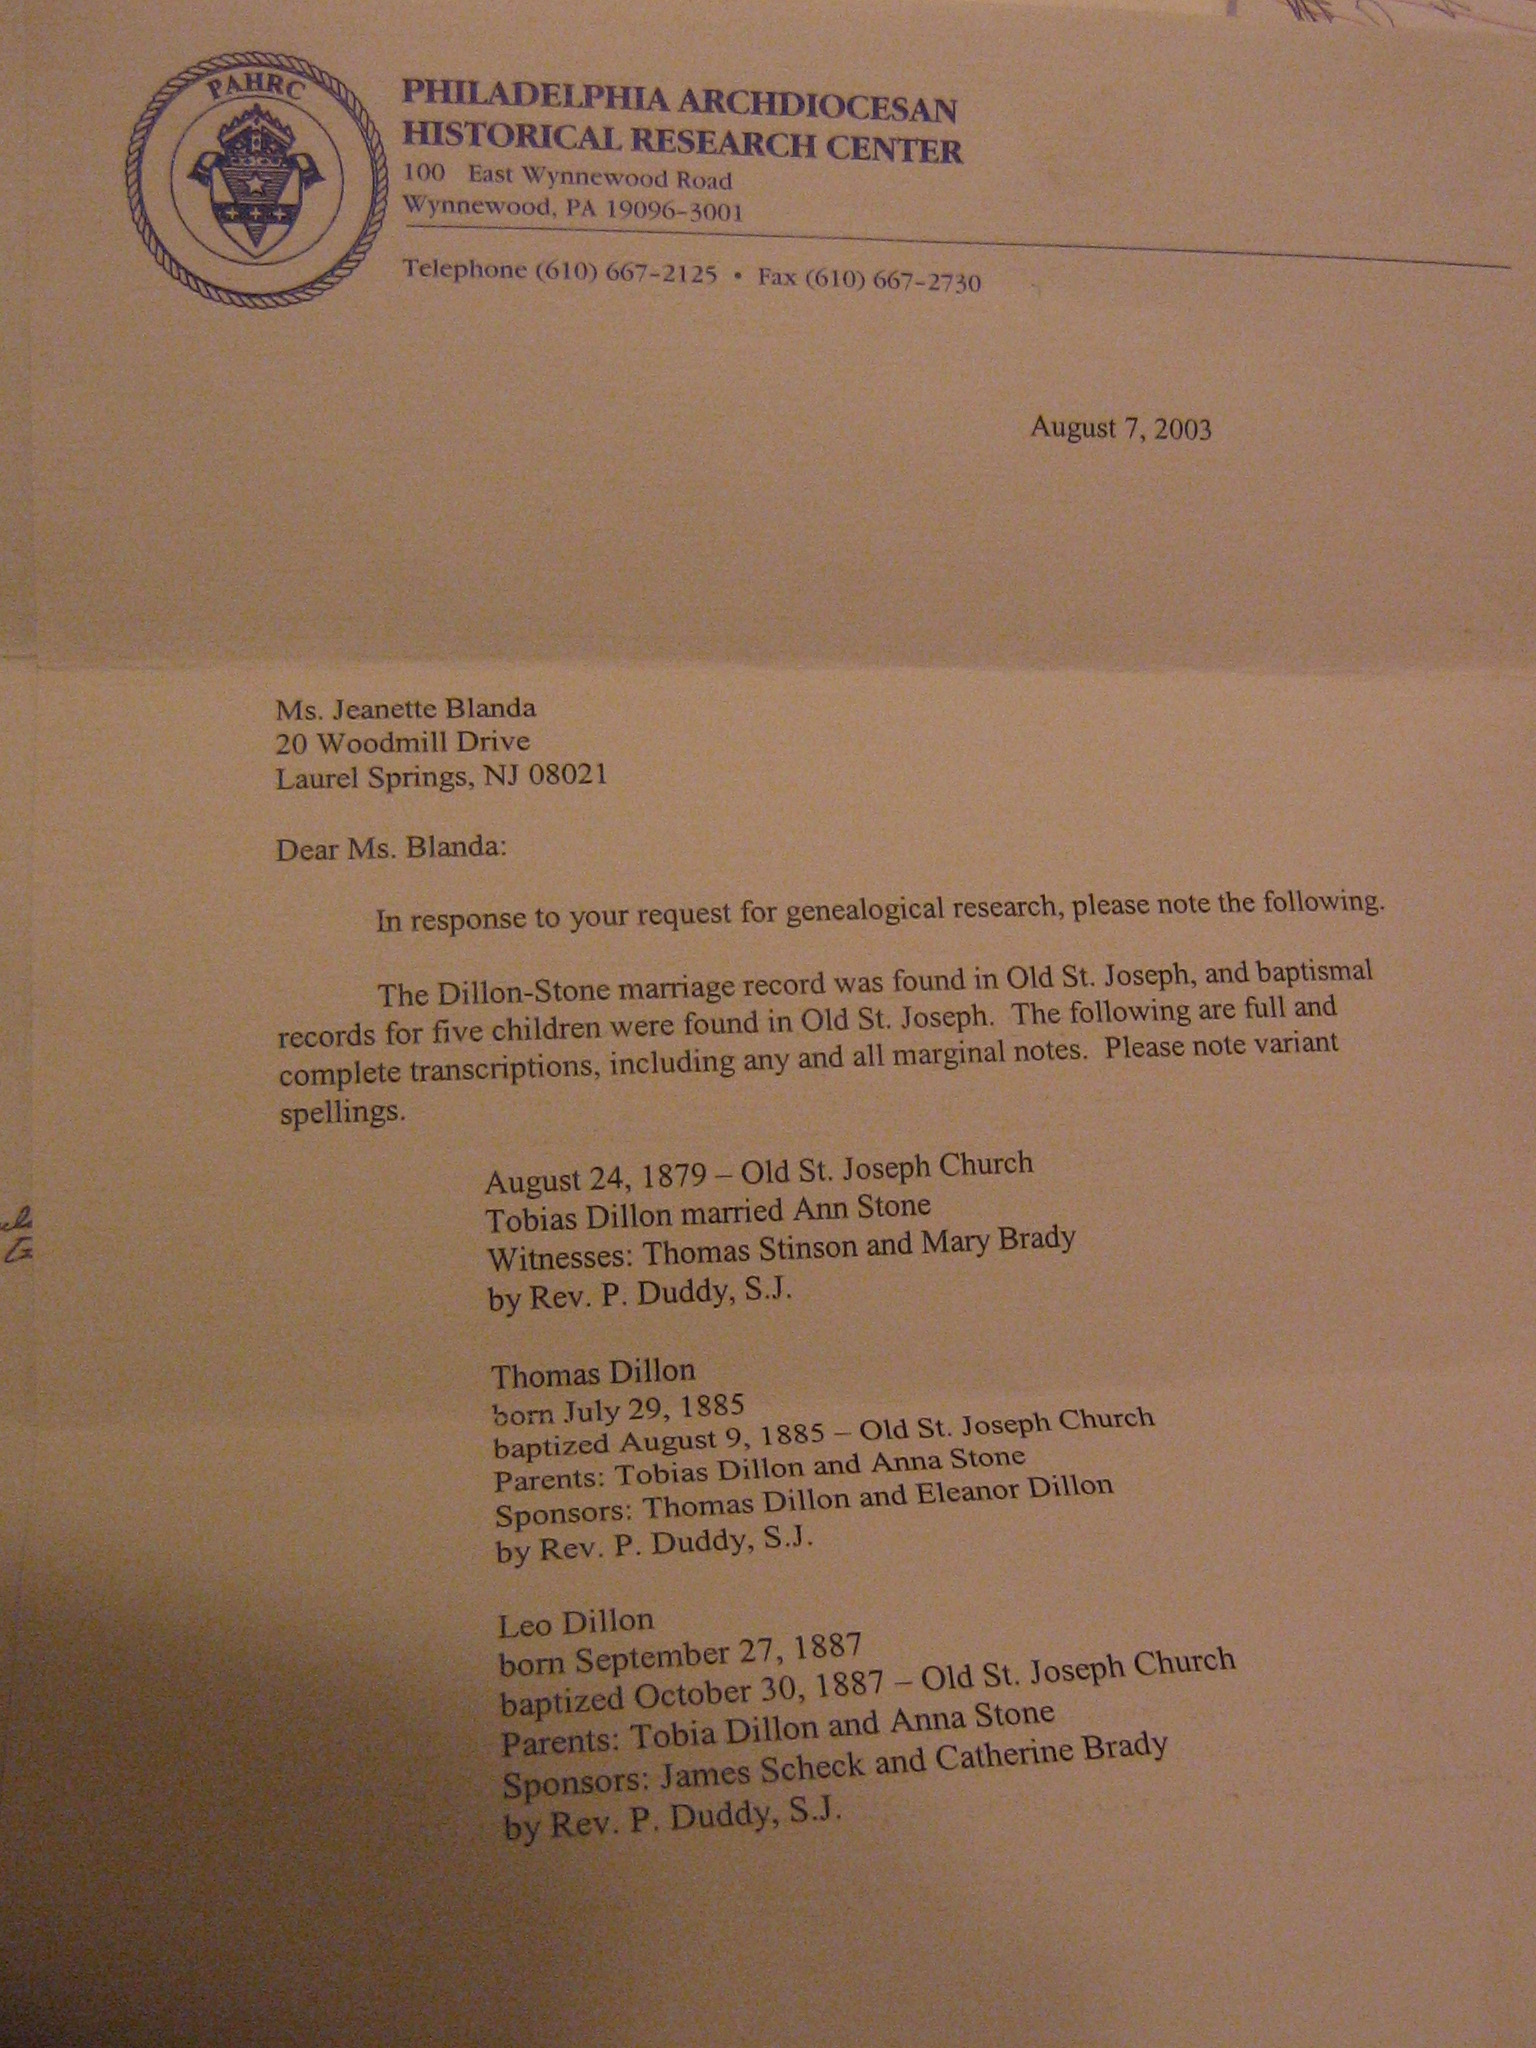 PAHRC
PHILADELPHIA ARCHDIOCESAN
HISTORICAL RESEARCH CENTER
100 East Wynnewood Road
Wynnewood, PA 19096-3001
Telephone (610) 667-2125 • Fax (610) 667-2730
August 7, 2003
Ms. Jeanette Blanda
20 Woodmill Drive
Laurel Springs, NJ 08021
Dear Ms. Blanda:
In response to your request for genealogical research, please note the following.
The Dillon-Stone marriage record was found in Old St. Joseph, and baptismal
records for five children were found in Old St. Joseph. The following are full and
complete transcriptions, including any and all marginal notes. Please note variant
spellings.
August 24, 1879 – Old St. Joseph Church
Tobias Dillon married Ann Stone
Witnesses: Thomas Stinson and Mary Brady
by Rev. P. Duddy, S.J.
Thomas Dillon
born July 29, 1885
baptized August 9, 1885 – Old St. Joseph Church
Parents: Tobias Dillon and Anna Stone
Sponsors: Thomas Dillon and Eleanor Dillon
by Rev. P. Duddy, S.J.
Leo Dillon
born September 27, 1887
baptized October 30, 1887 – Old St. Joseph Church
Parents: Tobia Dillon and Anna Stone
Sponsors: James Scheck and Catherine Brady
by Rev. P. Duddy, S.J.